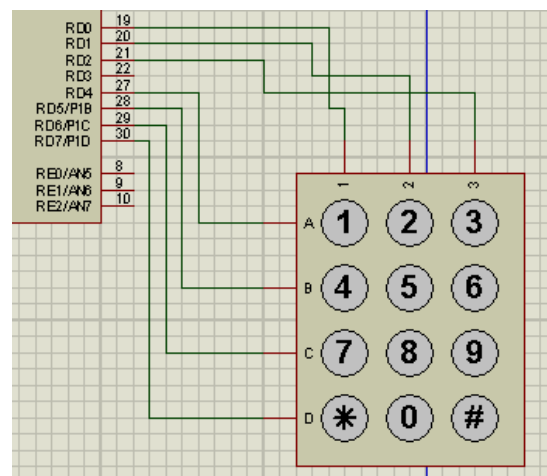 RD0 19
RD1 20
RD2 21
RD3 22
RD4 27
RD5/P1B 28
RD6/P1C 29
RD7/P1D 30
RE0/AN5 8
RE1/AN6 9
RE2/AN7 10
1 2 3
A 1 2 3
B 4 5 6
C 7 8 9
D * 0 #